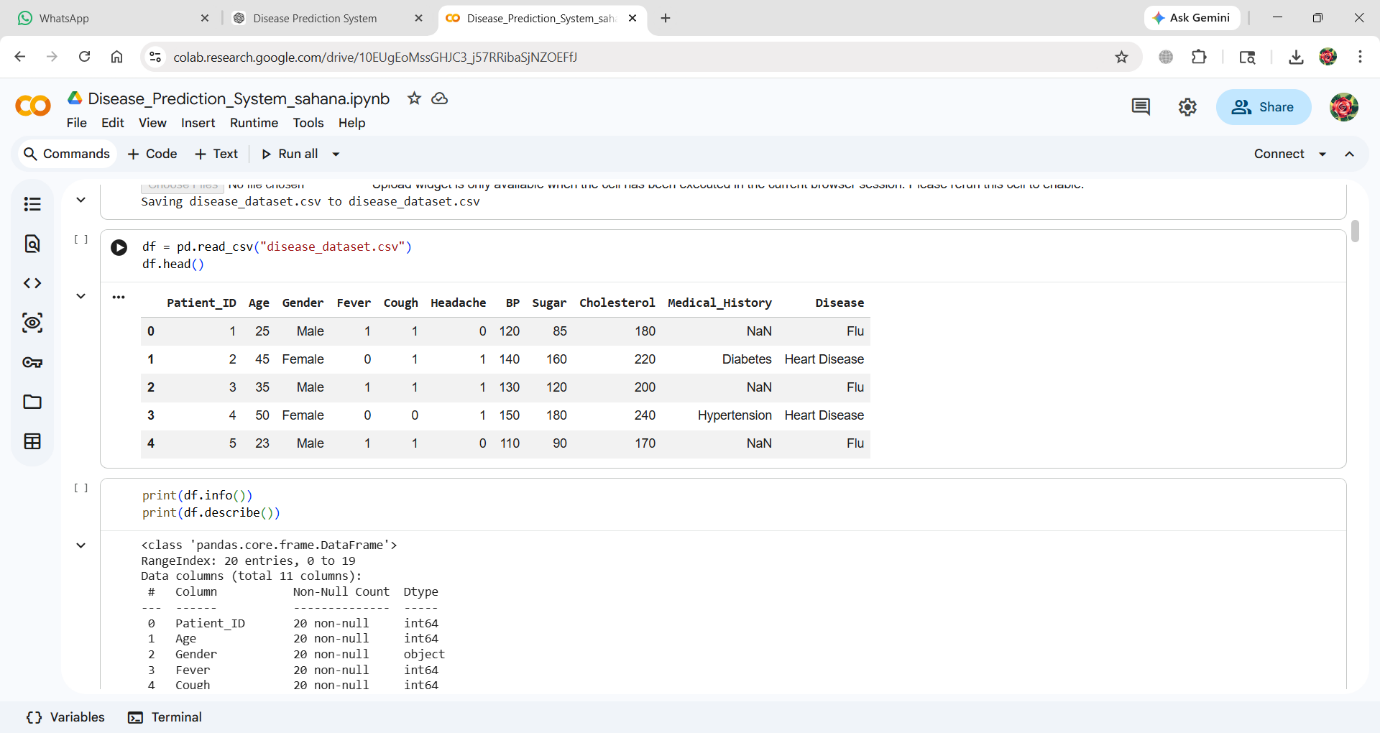 WhatsApp
Disease Prediction System
Disease_Prediction_System_saha
Ask Gemini
colab.research.google.com/drive/10EUgEoMssGHJC3_j57RRibaSjNZOEFfJ
Disease_Prediction_System_sahana.ipynb
File Edit View Insert Runtime Tools Help
Share
Commands + Code + Text Run all
Connect
Choose Files No file chosen Upload widget is only available when the cell has been executed in the current browser session. Please rerun this cell to enable.
Saving disease_dataset.csv to disease_dataset.csv
[ ]
df = pd.read_csv("disease_dataset.csv")
df.head()
Patient_ID Age Gender Fever Cough Headache BP Sugar Cholesterol Medical_History Disease
0 1 25 Male 1 1 0 120 85 180 NaN Flu
1 2 45 Female 0 1 1 140 160 220 Diabetes Heart Disease
2 3 35 Male 1 1 1 130 120 200 NaN Flu
3 4 50 Female 0 0 1 150 180 240 Hypertension Heart Disease
4 5 23 Male 1 1 0 110 90 170 NaN Flu
[ ]
print(df.info())
print(df.describe())
<class 'pandas.core.frame.DataFrame'>
RangeIndex: 20 entries, 0 to 19
Data columns (total 11 columns):
# Column Non-Null Count Dtype
--- ------ -------------- -----
0 Patient_ID 20 non-null int64
1 Age 20 non-null int64
2 Gender 20 non-null object
3 Fever 20 non-null int64
4 Cough 20 non-null int64
Variables Terminal